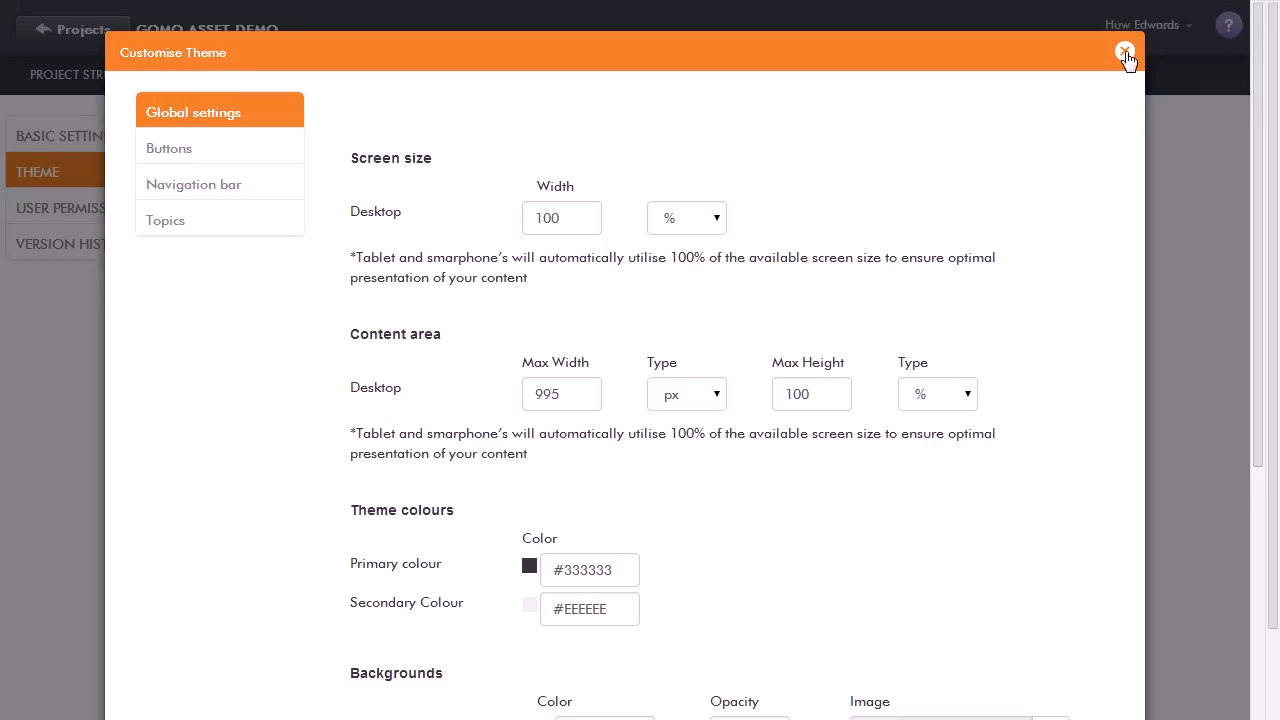 Projects
GOMO ASSET DEMO
Huw Edwards
?
Customise Theme
PROJECT STR
BASIC SETTIN
THEME
USER PERMISS
VERSION HIST
Global settings
Buttons
Navigation bar
Topics
Screen size
Width
Desktop
100
%
*Tablet and smarphone's will automatically utilise 100% of the available screen size to ensure optimal
presentation of your content
Content area
Max Width
Type
Max Height
Type
Desktop
995
px
100
%
*Tablet and smarphone's will automatically utilise 100% of the available screen size to ensure optimal
presentation of your content
Theme colours
Color
Primary colour
#333333
Secondary Colour
#EEEEEE
Backgrounds
Color
Opacity
Image